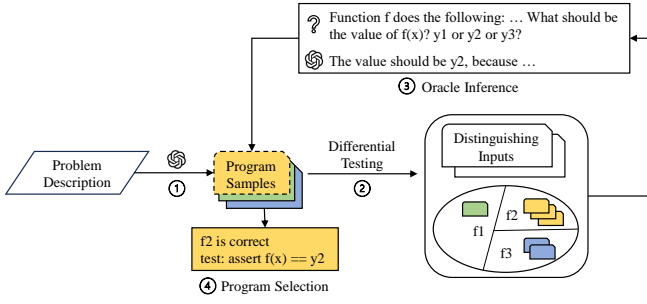 ? Function f does the following: … What should be
the value of f(x)? y1 or y2 or y3?
The value should be y2, because …
③ Oracle Inference
Problem
Description
①
Program
Samples
Differential
Testing
②
Distinguishing
Inputs
f1
f2
f3
f2 is correct
test: assert f(x) == y2
④ Program Selection